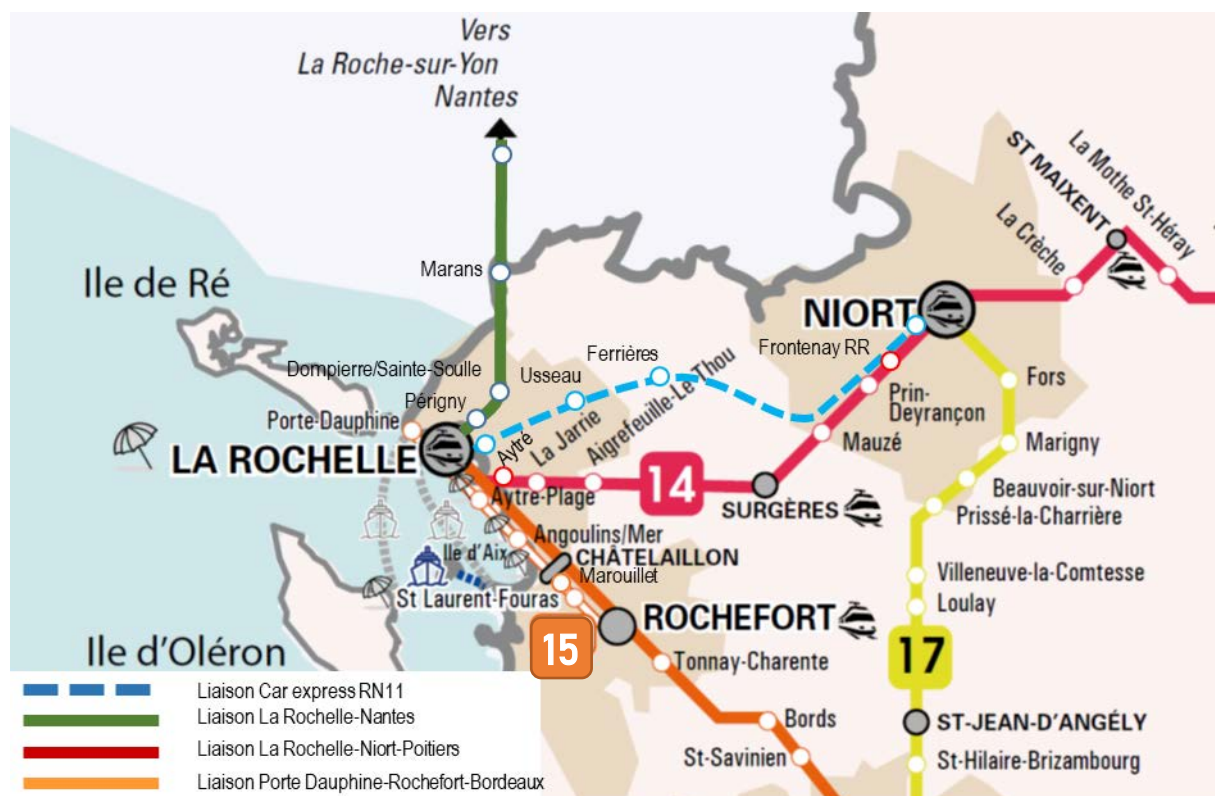 Vers
La Roche-sur-Yon
Nantes
ST MAIXENT
La Mothe St-Héray
La Crèche
Marans
Ile de Ré
NIORT
Ferrières
Frontenay RR
Dompierre/Sainte-Soulle
Usseau
Fors
Périgny
Prin-
Deyrançon
Porte-Dauphine
Aytré
La Jarrie
Aigrefeuille-Le-Thou
Mauzé
Marigny
LA ROCHELLE
14
Aytre-Plage
SURGÈRES
Beauvoir-sur-Niort
Prissé-la-Charrière
Angoulins/Mer
Ile d'Aix
CHÂTELAILLON
Marouillet
Villeneuve-la-Comtesse
St Laurent-Fouras
Loulay
ROCHEFORT
15
Ile d'Oléron
17
Tonnay-Charente
Liaison Car express RN11
Liaison La Rochelle-Nantes
Bords
ST-JEAN-D'ANGÉLY
Liaison La Rochelle-Niort-Poitiers
St-Savinien
St-Hilaire-Brizambourg
Liaison Porte Dauphine-Rochefort-Bordeaux